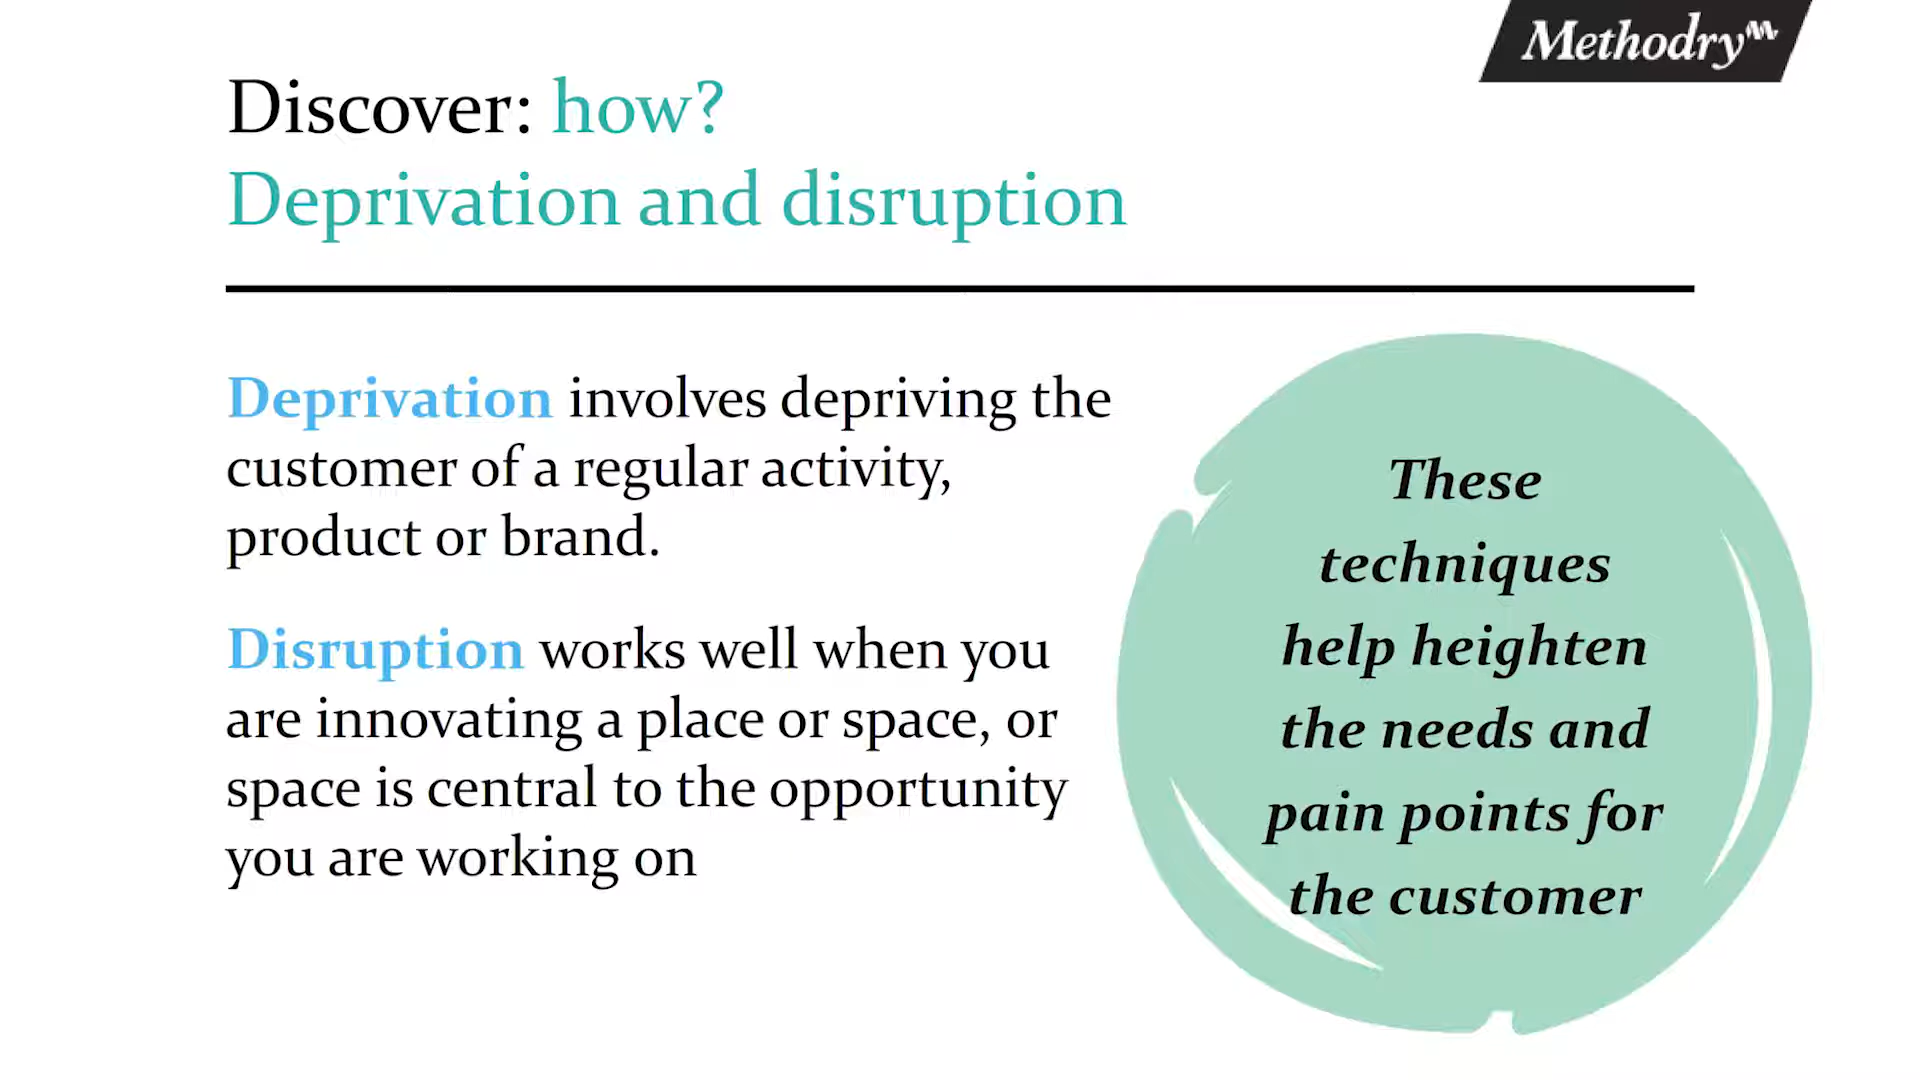 Methodry
Discover: how?
Deprivation and disruption
Deprivation involves depriving the
customer of a regular activity,
product or brand.
Disruption works well when you
are innovating a place or space, or
space is central to the opportunity
you are working on
These
techniques
help heighten
the needs and
pain points for
the customer